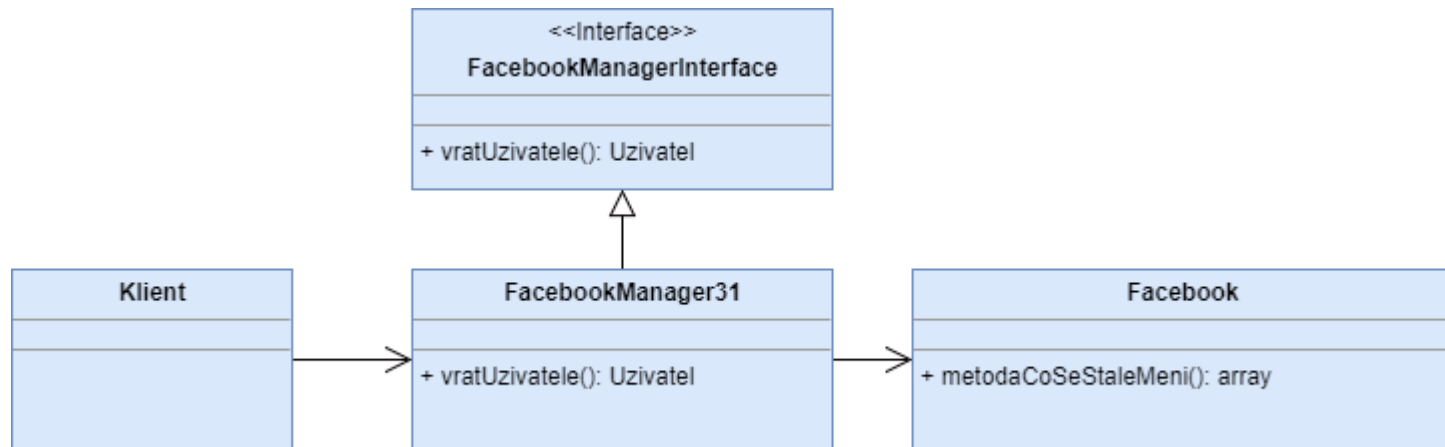 <<Interface>>
FacebookManagerInterface
+ vratUzivatele(): Uzivatel
Klient
FacebookManager31
+ vratUzivatele(): Uzivatel
Facebook
+ metodaCoSeStaleMeni(): array